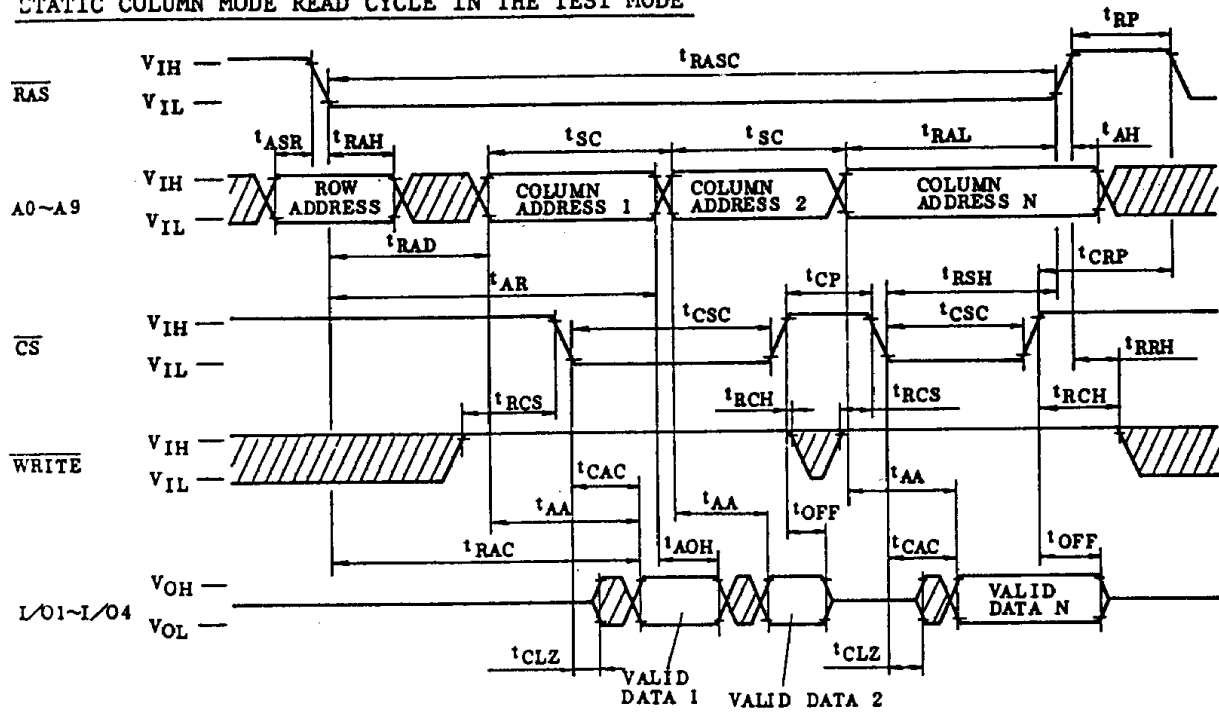 STATIC COLUMN MODE READ CYCLE IN THE TEST MODE
tRP
VIH
tRASC
RAS
VIL
tASR tRAH tSC tSC tRAL tAH
VIH
ROW ADDRESS
COLUMN ADDRESS 1
COLUMN ADDRESS 2
COLUMN ADDRESS N
A0~A9
VIL
tRAD
tCRP
tAR tCP tRSH
VIH
tCSC tCSC
CS
VIL
tRRH
tRCS tRCH tRCS tRCH
VIH
WRITE
VIL
tCAC tAA
tAA tAA tOFF
tRAC tAOH tCAC tOFF
VOH
VALID DATA N
I/O1~I/O4
VOL
tCLZ tCLZ
VALID DATA 1
VALID DATA 2